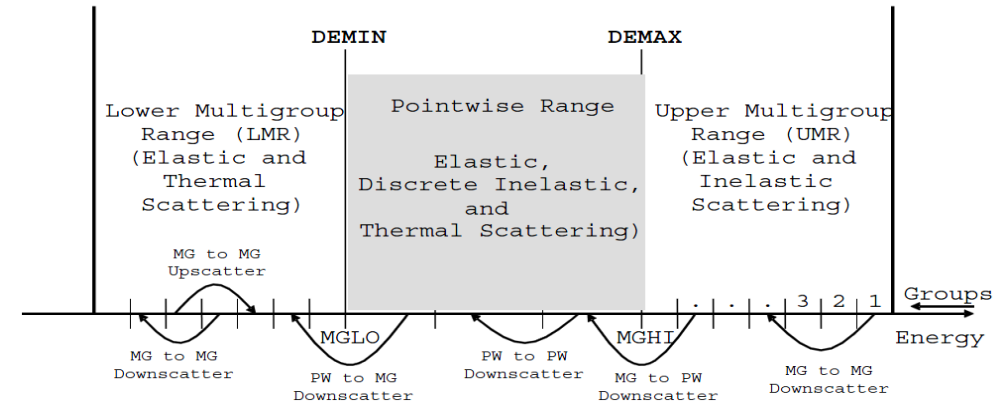 DEMIN
DEMAX
Lower Multigroup
Range (LMR)
(Elastic and
Thermal
Scattering)
Pointwise Range
Elastic,
Discrete Inelastic,
and
Thermal Scattering)
Upper Multigroup
Range (UMR)
(Elastic and
Inelastic
Scattering)
MG to MG
Upscatter
. . . 3 2 1
Groups
MGLO
MGHI
Energy
MG to MG
Downscatter
PW to MG
Downscatter
PW to PW
Downscatter
MG to PW
Downscatter
MG to MG
Downscatter